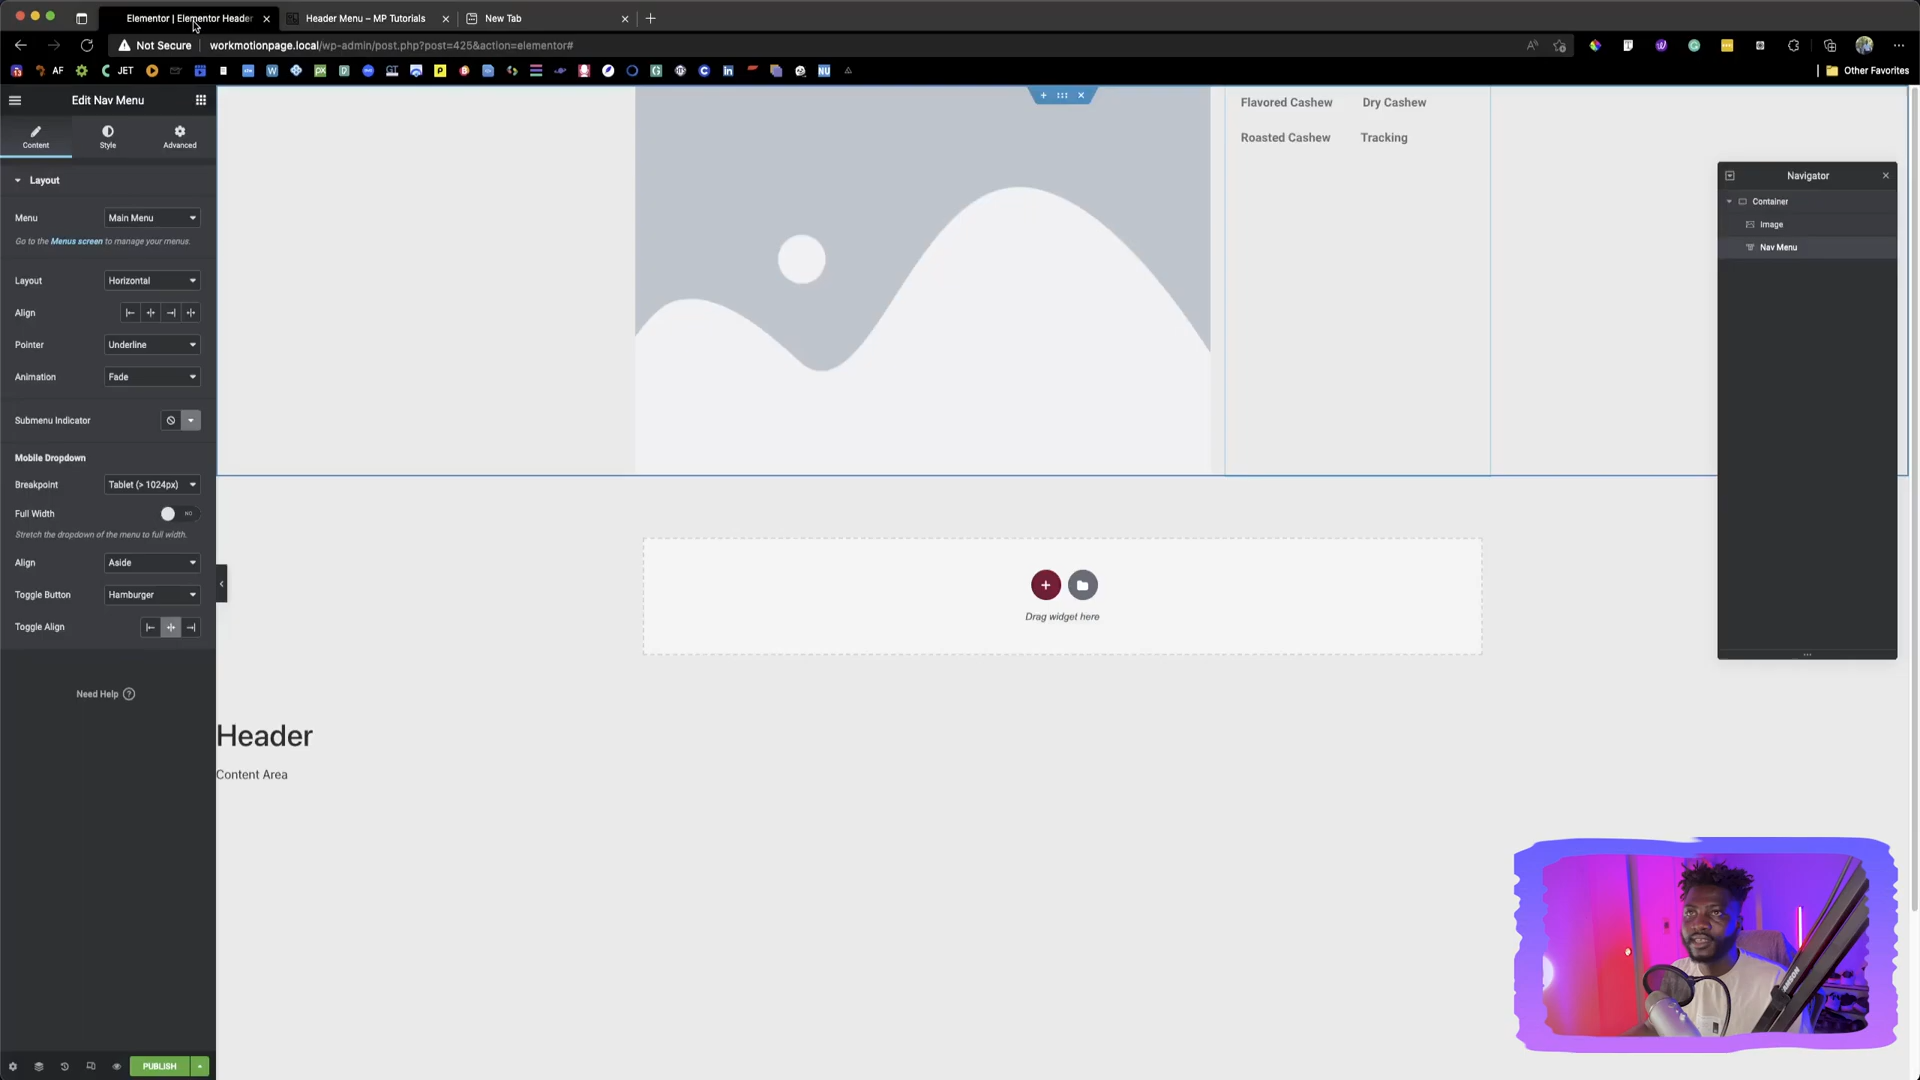 Elementor | Elementor Header
Header Menu – MP Tutorials
New Tab
Not Secure
workmotionpage.local/wp-admin/post.php?post=425&action=elementor#
AF
JET
NU
Other Favorites
Edit Nav Menu
Content
Style
Advanced
Layout
Menu
Main Menu
Go to the Menus screen to manage your menus.
Layout
Horizontal
Align
Pointer
Underline
Animation
Fade
Submenu Indicator
Mobile Dropdown
Breakpoint
Tablet (> 1024px)
Full Width
NO
Stretch the dropdown of the menu to full width.
Align
Aside
Toggle Button
Hamburger
Toggle Align
Need Help
PUBLISH
Flavored Cashew
Dry Cashew
Roasted Cashew
Tracking
Drag widget here
Header
Content Area
Navigator
Container
Image
Nav Menu
SAMSON